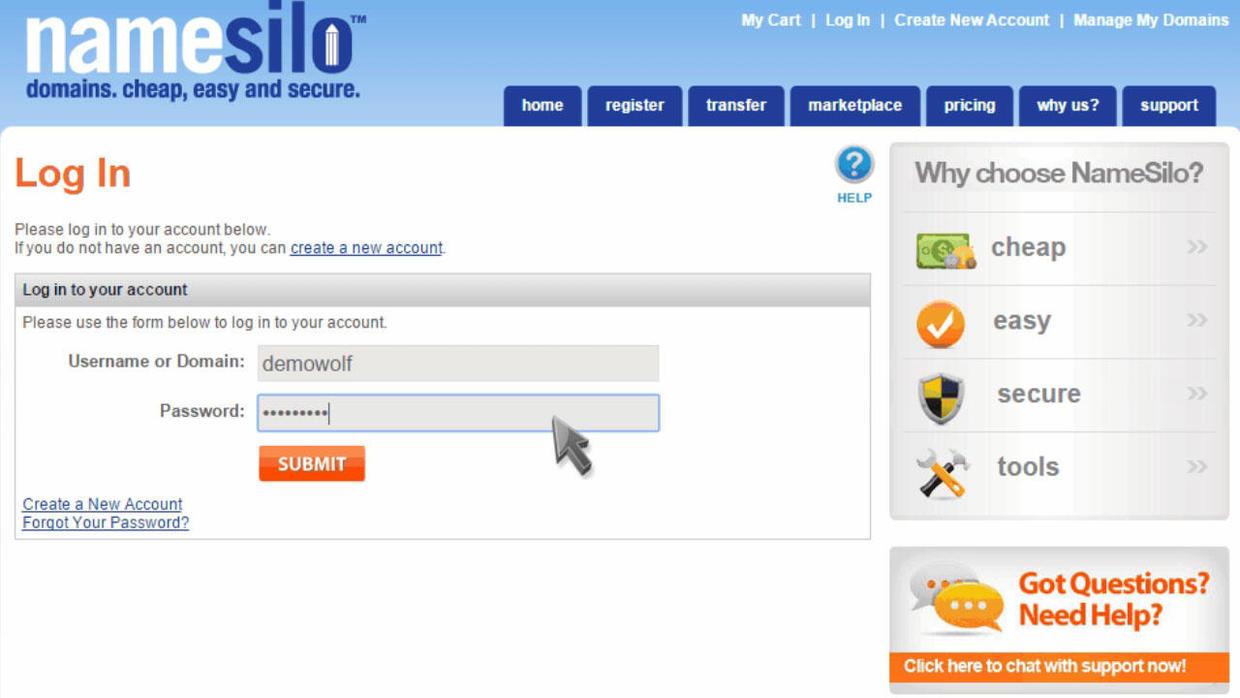 namesilo™
domains. cheap, easy and secure.
My Cart | Log In | Create New Account | Manage My Domains
home register transfer marketplace pricing why us? support
Log In
?
HELP
Please log in to your account below.
If you do not have an account, you can create a new account.
Log in to your account
Please use the form below to log in to your account.
Username or Domain: demowolf
Password: •••••••••
SUBMIT
Create a New Account
Forgot Your Password?
Why choose NameSilo?
cheap >>
easy >>
secure >>
tools >>
Got Questions?
Need Help?
Click here to chat with support now!